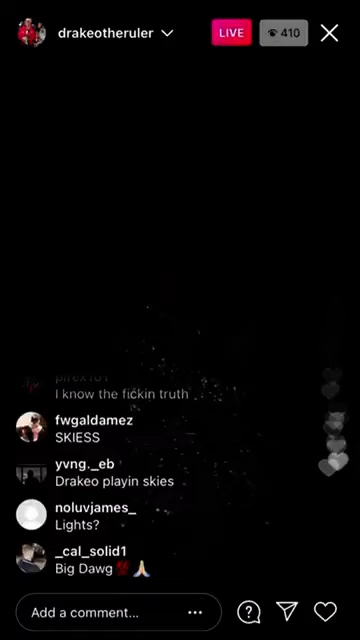 drakeotheruler
LIVE
410
I know the fickin truth
fwgaldamez
SKIESS
yvng._eb
Drakeo playin skies
noluvjames_
Lights?
_cal_solid1
Big Dawg💯🙏
Add a comment...